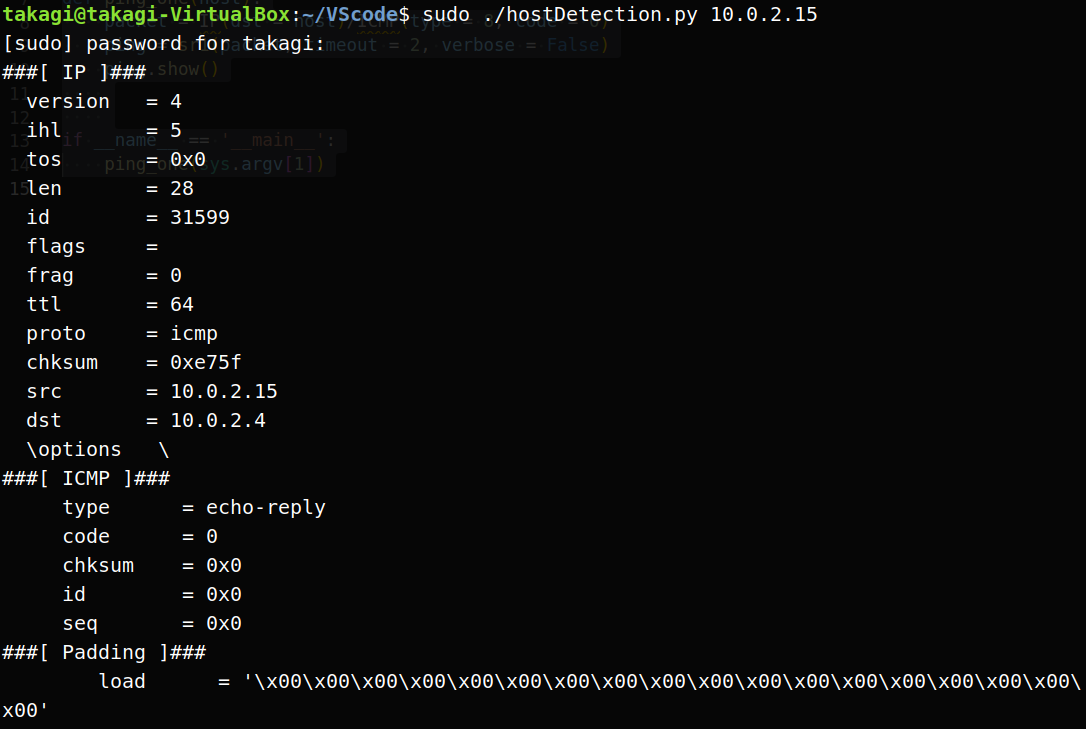 takagi@takagi-VirtualBox:~/VScode$ sudo ./hostDetection.py 10.0.2.15
[sudo] password for takagi:
###[ IP ]###
  version   = 4
  ihl       = 5
  tos       = 0x0
  len       = 28
  id        = 31599
  flags     =
  frag      = 0
  ttl       = 64
  proto     = icmp
  chksum    = 0xe75f
  src       = 10.0.2.15
  dst       = 10.0.2.4
  \options   \
###[ ICMP ]###
     type      = echo-reply
     code      = 0
     chksum    = 0x0
     id        = 0x0
     seq       = 0x0
###[ Padding ]###
        load      = '\x00\x00\x00\x00\x00\x00\x00\x00\x00\x00\x00\x00\x00\x00\x00\x00\x00\
x00'